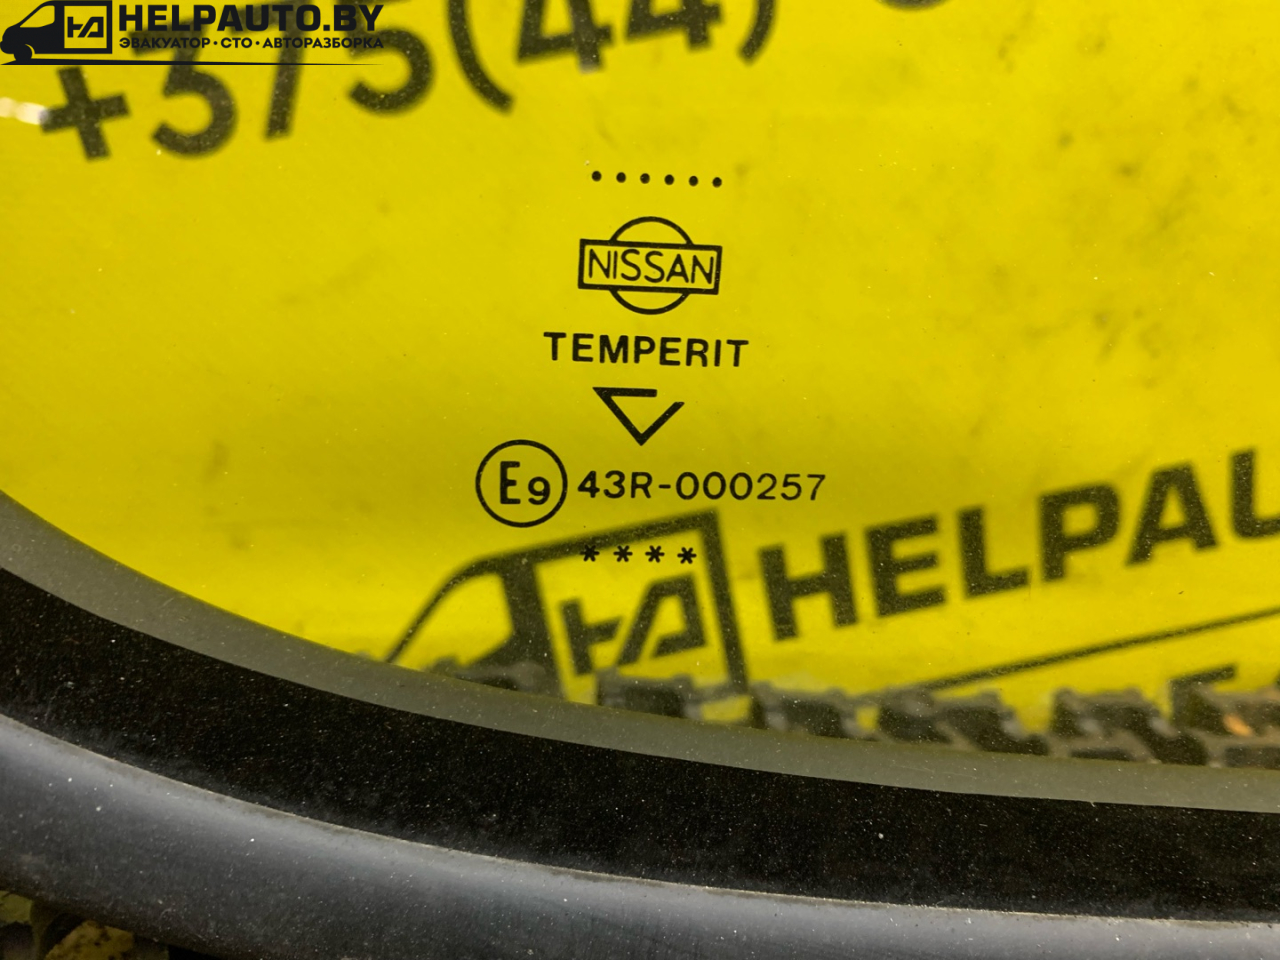 HELPAUTO.BY
ЭВАКУАТОР · СТО · АВТОРАЗБОРКА
+375(44)
NISSAN
TEMPERIT
E9 43R-000257
****
HELPAU